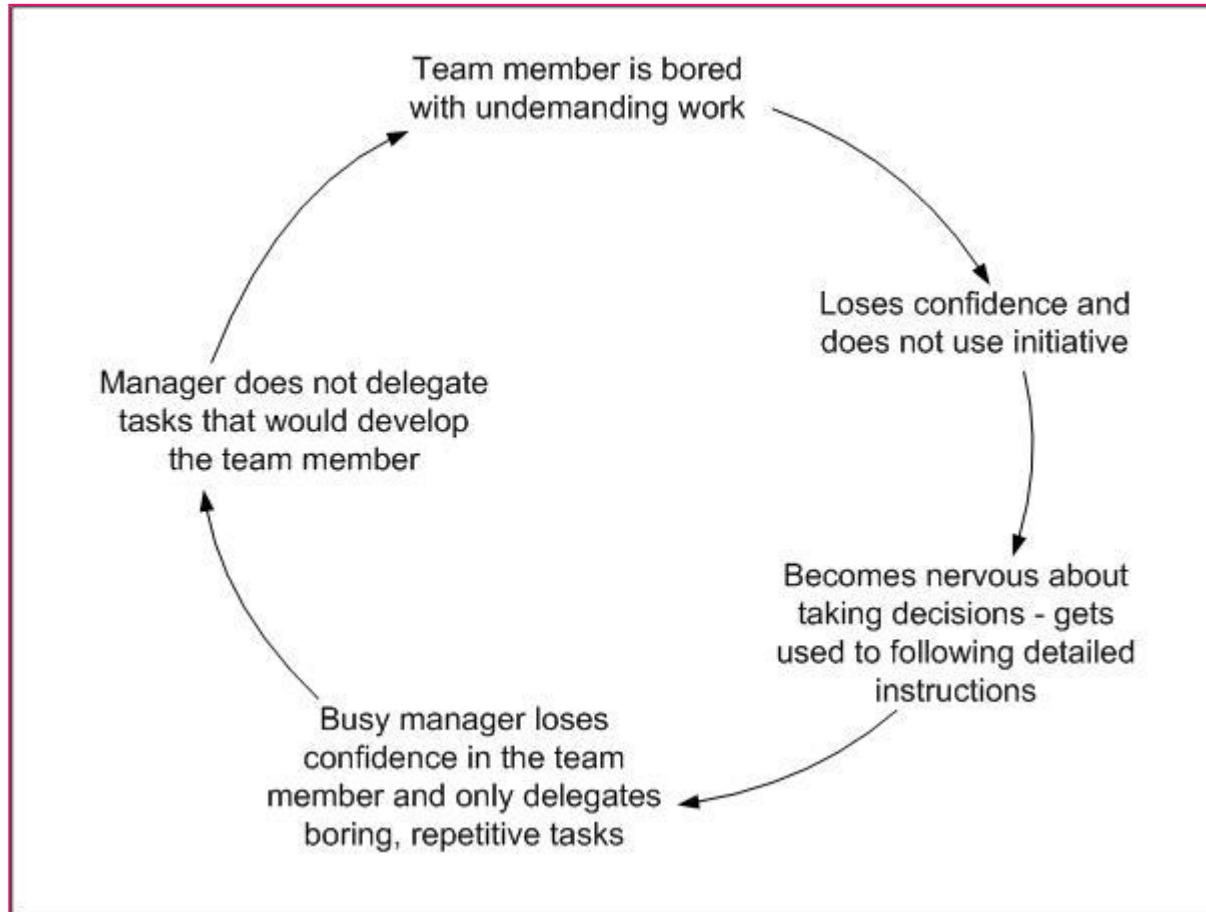 Team member is bored
with undemanding work
Loses confidence and
does not use initiative
Becomes nervous about
taking decisions - gets
used to following detailed
instructions
Busy manager loses
confidence in the team
member and only delegates
boring, repetitive tasks
Manager does not delegate
tasks that would develop
the team member